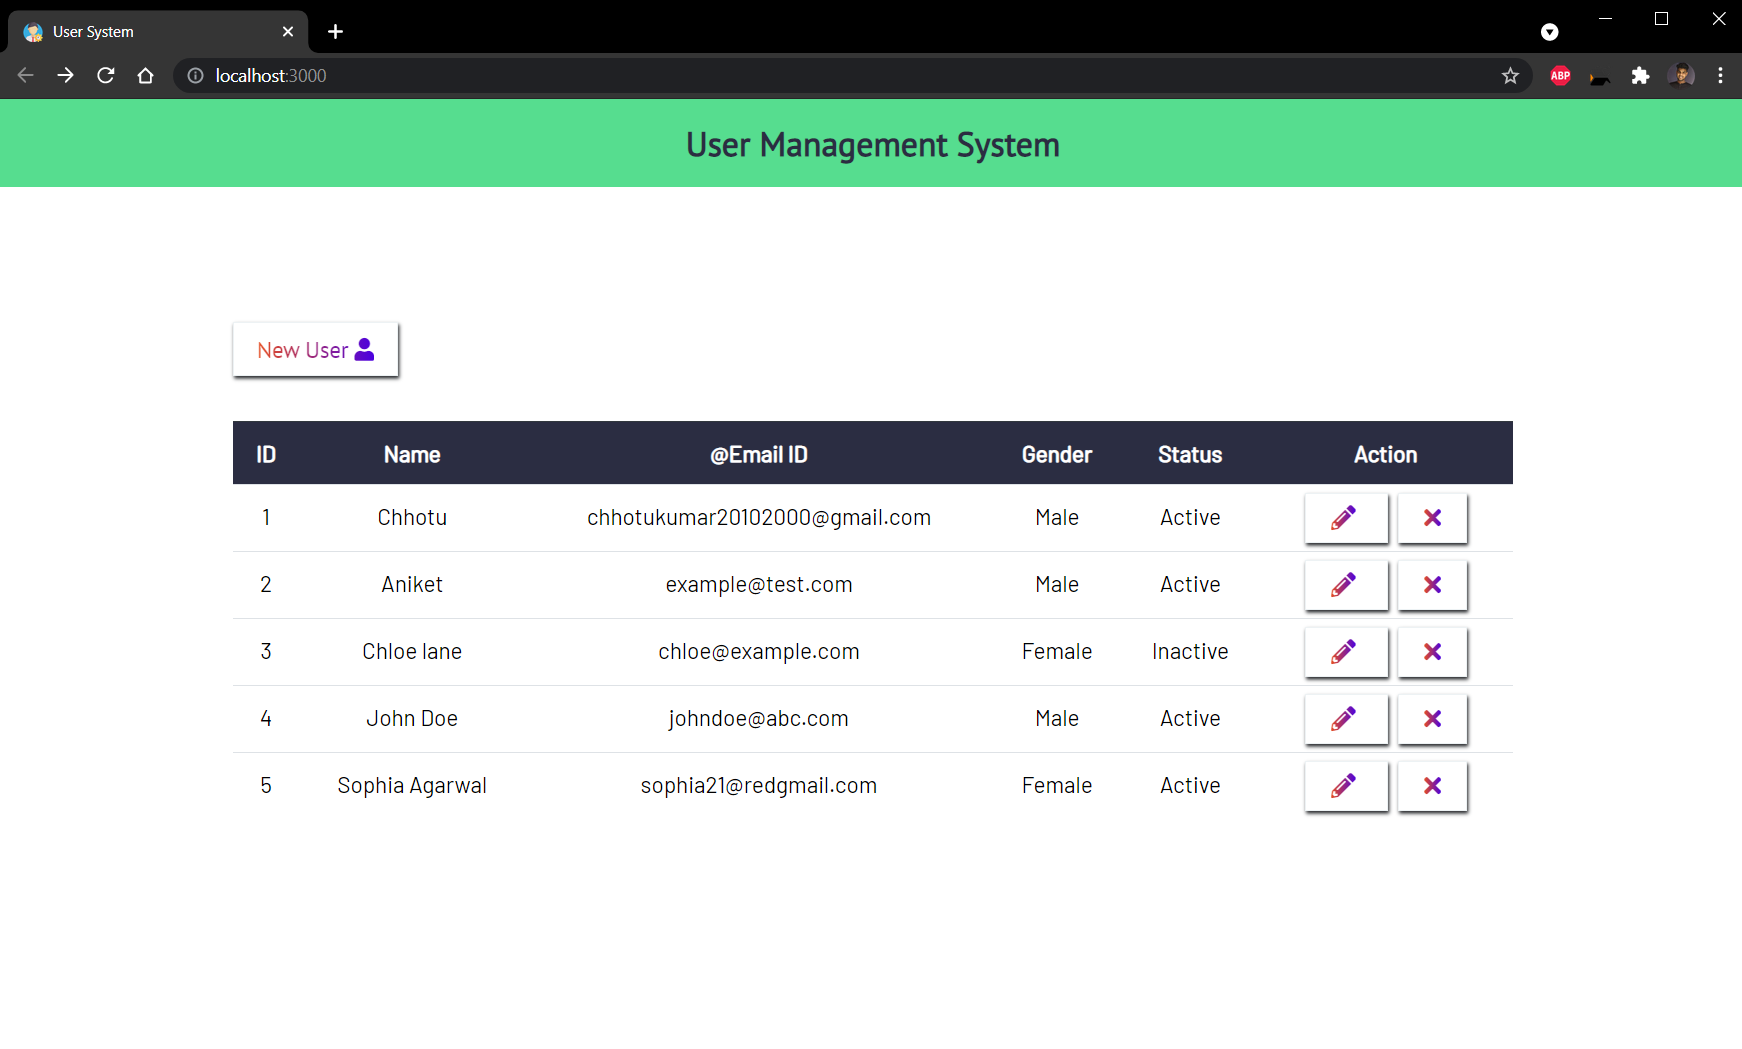 User System
localhost:3000
ABP
User Management System
New User
ID Name @Email ID Gender Status Action
1 Chhotu chhotukumar20102000@gmail.com Male Active
2 Aniket example@test.com Male Active
3 Chloe lane chloe@example.com Female Inactive
4 John Doe johndoe@abc.com Male Active
5 Sophia Agarwal sophia21@redgmail.com Female Active